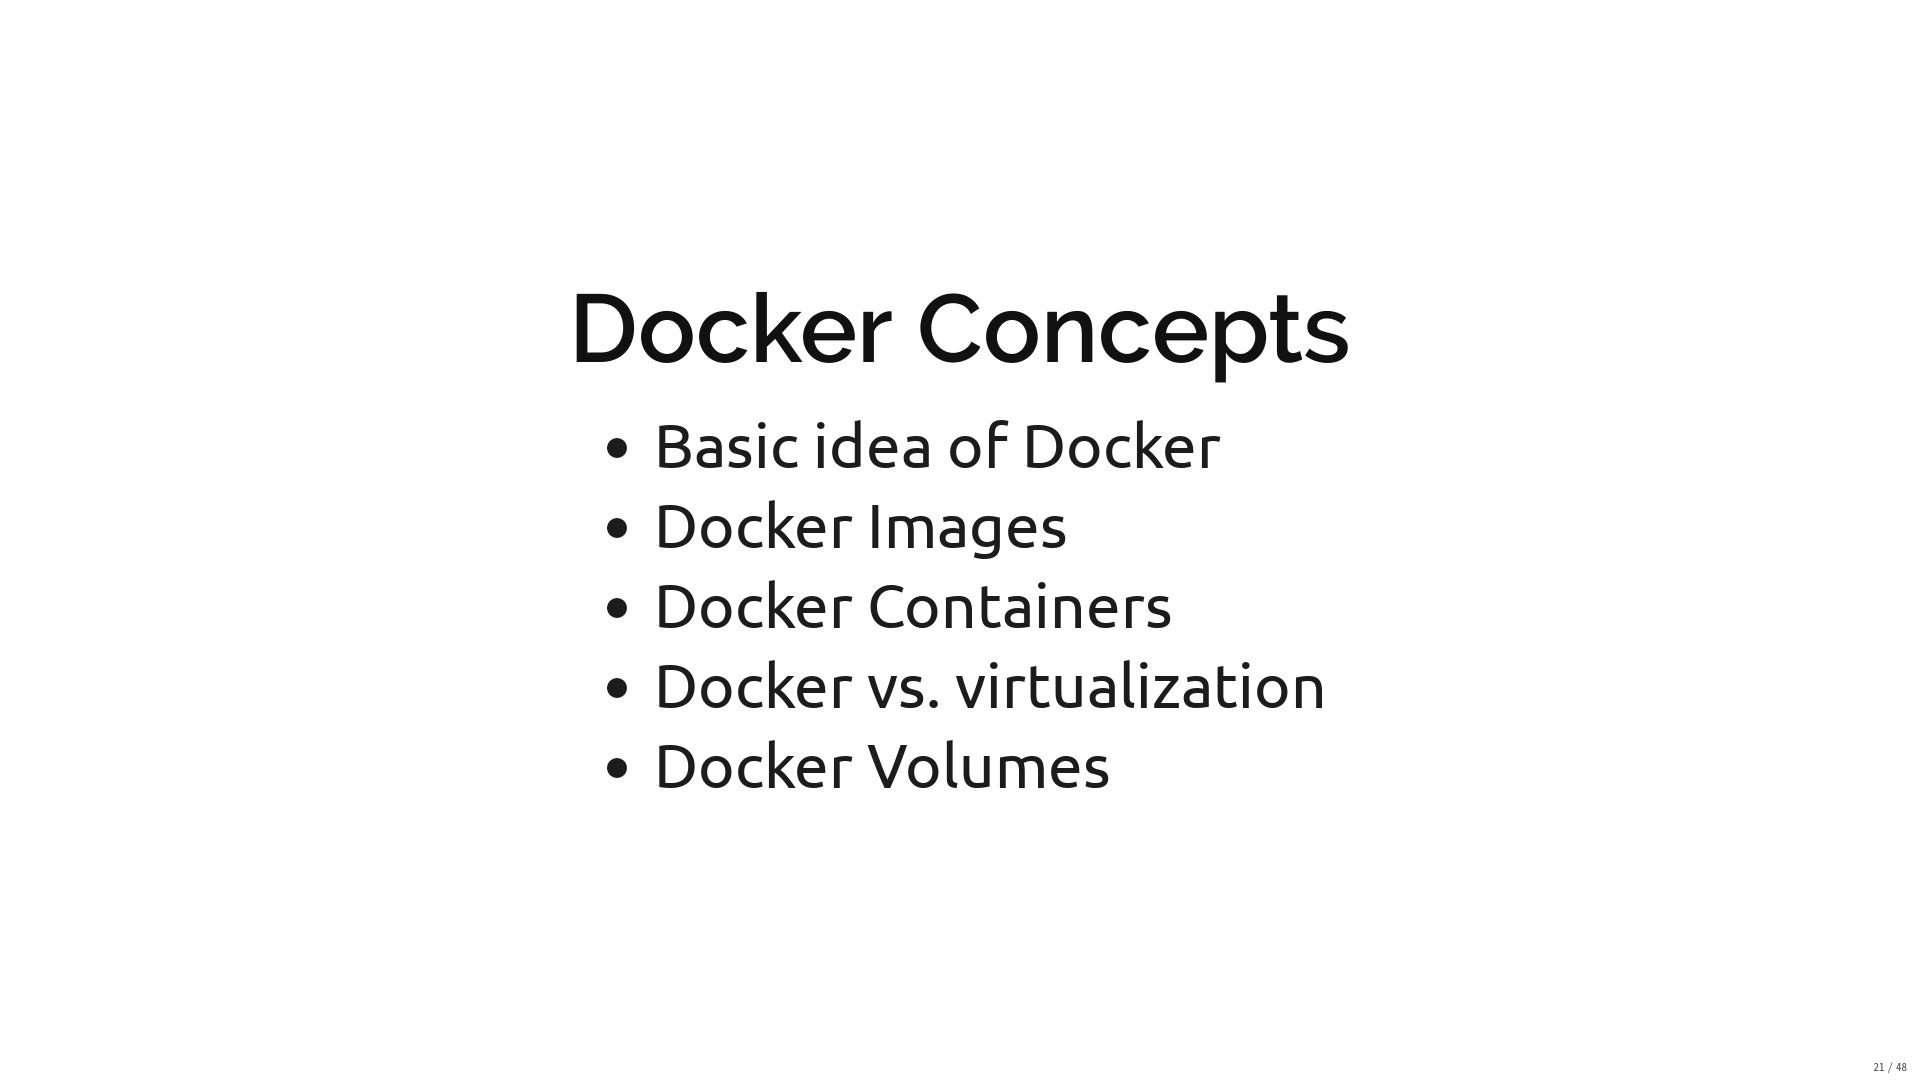 Docker Concepts
Basic idea of Docker
Docker Images
Docker Containers
Docker vs. virtualization
Docker Volumes
21 / 48